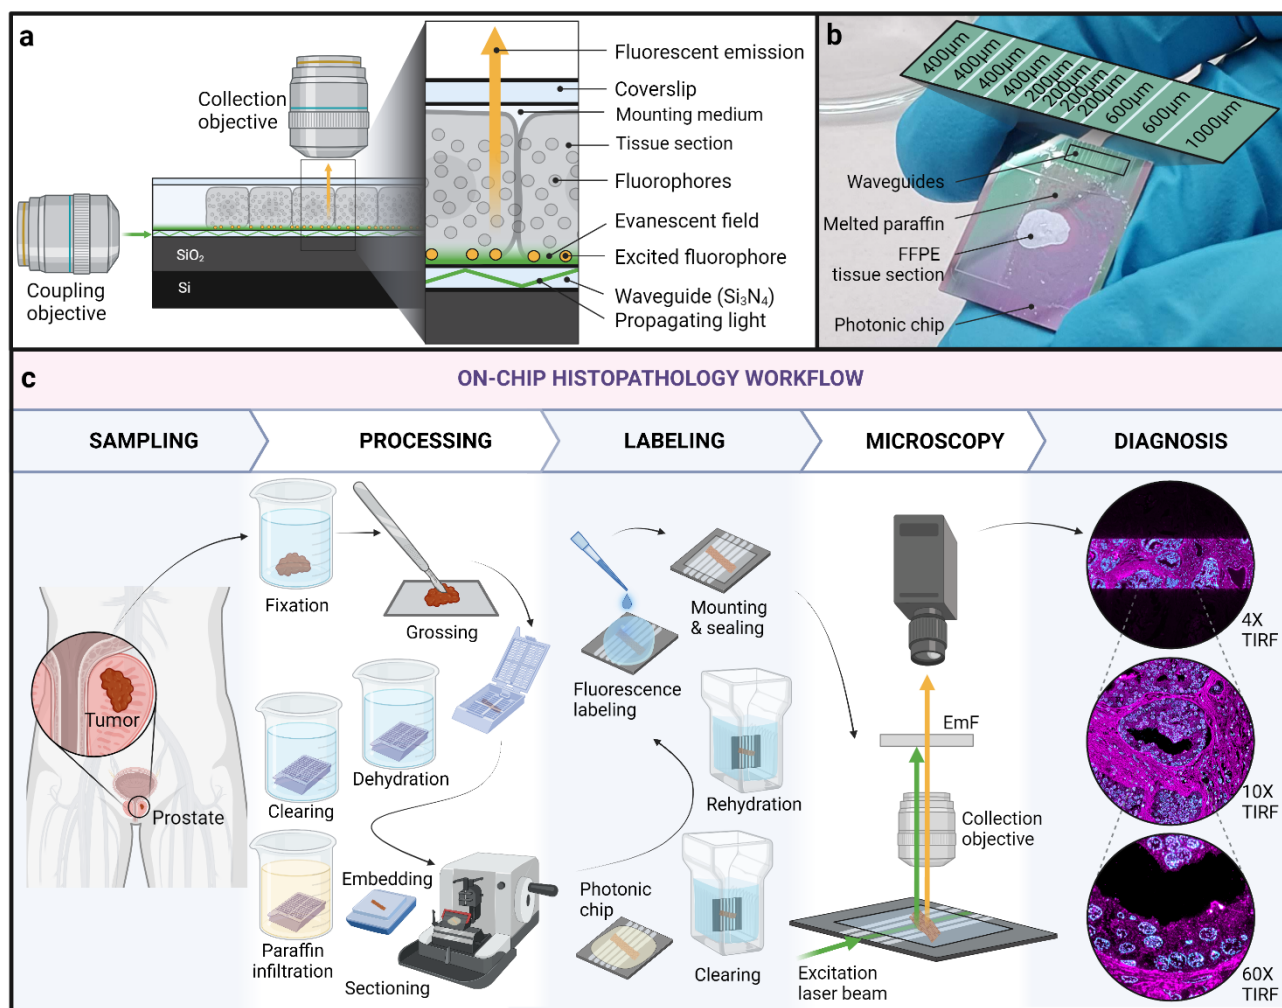 a
Collection
objective
Coupling
objective
SiO₂
Si
Fluorescent emission
Coverslip
Mounting medium
Tissue section
Fluorophores
Evanescent field
Excited fluorophore
Waveguide (Si₃N₄)
Propagating light
b
400µm
400µm
400µm
400µm
200µm
200µm
200µm
200µm
600µm
600µm
1000µm
Waveguides
Melted paraffin
FFPE
tissue section
Photonic chip
c
ON-CHIP HISTOPATHOLOGY WORKFLOW
SAMPLING
PROCESSING
LABELING
MICROSCOPY
DIAGNOSIS
Tumor
Prostate
Fixation
Grossing
Dehydration
Clearing
Paraffin
infiltration
Embedding
Sectioning
Photonic
chip
Clearing
Rehydration
Fluorescence
labeling
Mounting
& sealing
EmF
Collection
objective
Excitation
laser beam
4X
TIRF
10X
TIRF
60X
TIRF